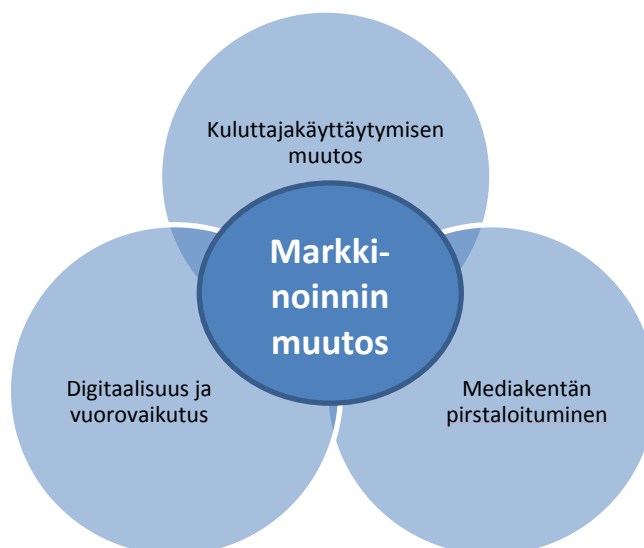 Kuluttajakäyttäytymisen
muutos
Markki-
noinnin
muutos
Digitaalisuus ja
vuorovaikutus
Mediakentän
pirstaloituminen